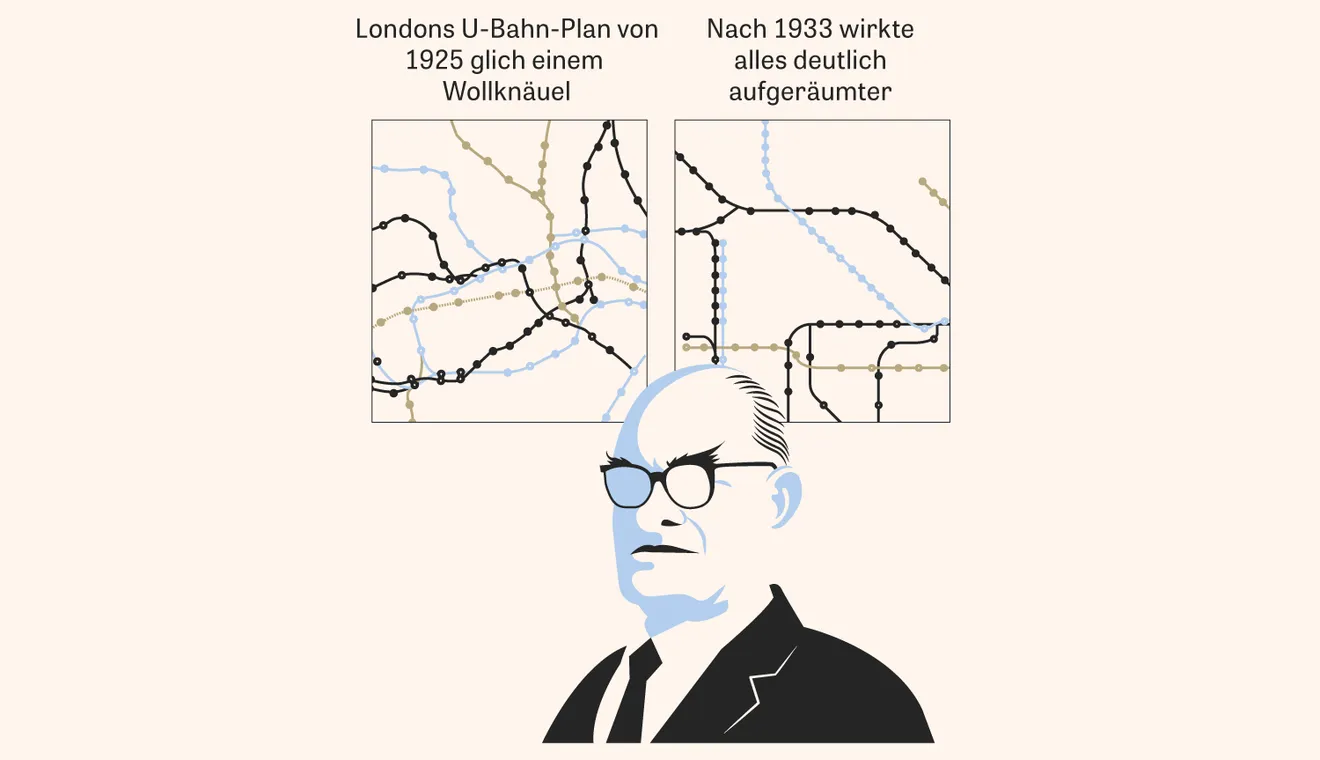 Londons U-Bahn-Plan von
1925 glich einem
Wollknäuel
Nach 1933 wirkte
alles deutlich
aufgeräumter